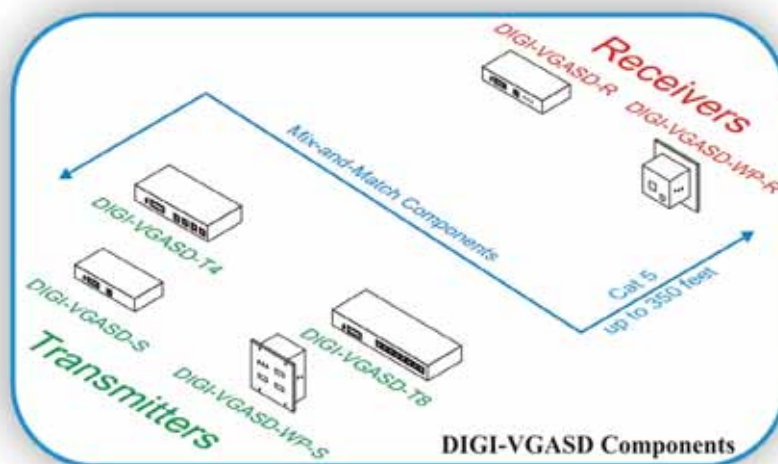 Receivers
DIGI-VGASD-R
DIGI-VGASD-WP-R
Mix-and-Match Components
Cat 5
up to 350 feet
DIGI-VGASD-T4
DIGI-VGASD-S
DIGI-VGASD-T8
DIGI-VGASD-WP-S
Transmitters
DIGI-VGASD Components